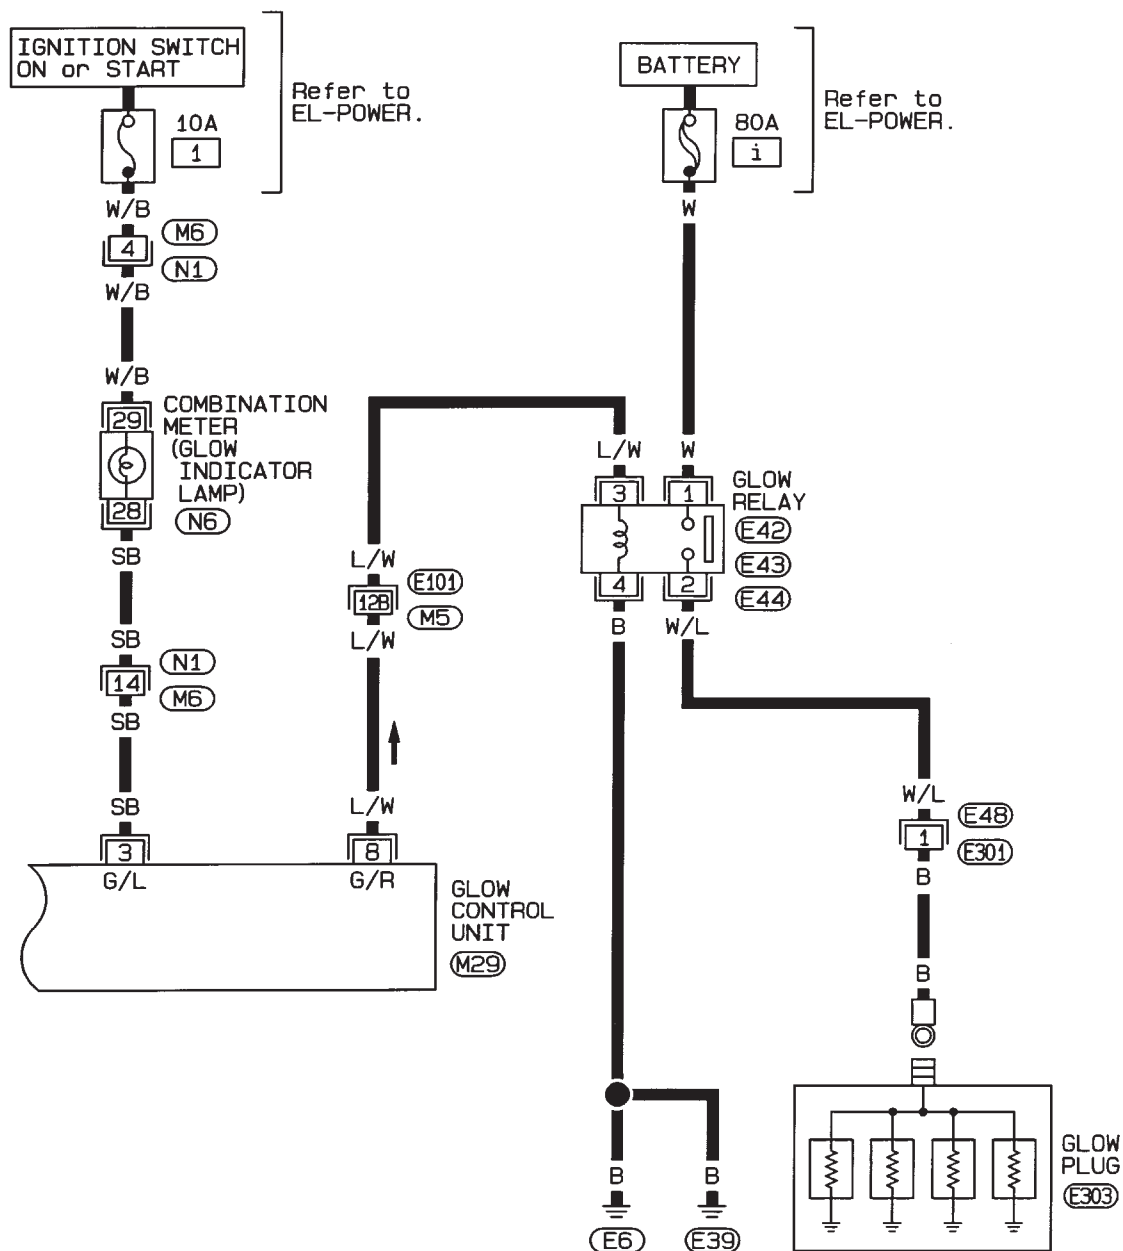 IGNITION SWITCH
ON or START
Refer to
EL-POWER.
10A
1
W/B
4
M6
N1
W/B
W/B
29
COMBINATION
METER
(GLOW
INDICATOR
LAMP)
28
N6
SB
SB
14
N1
M6
SB
SB
3
G/L
BATTERY
Refer to
EL-POWER.
80A
i
W
L/W
W
3
1
GLOW
RELAY
E42
E43
E44
4
2
B
W/L
L/W
12B
E101
M5
L/W
L/W
8
G/R
GLOW
CONTROL
UNIT
M29
W/L
1
E48
E301
B
B
B
B
E6
E39
GLOW
PLUG
E303